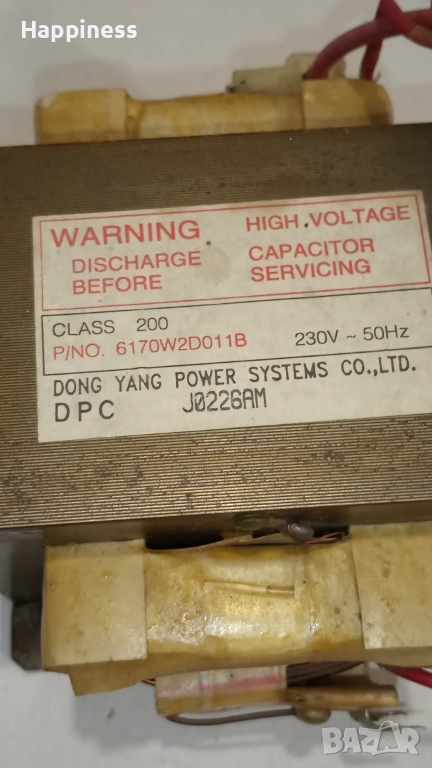 Happiness
WARNING HIGH VOLTAGE
DISCHARGE CAPACITOR
BEFORE SERVICING
CLASS 200
P/NO. 6170W2D011B 230V ~ 50Hz
DONG YANG POWER SYSTEMS CO.,LTD.
DPC J0226AM
BAZAR